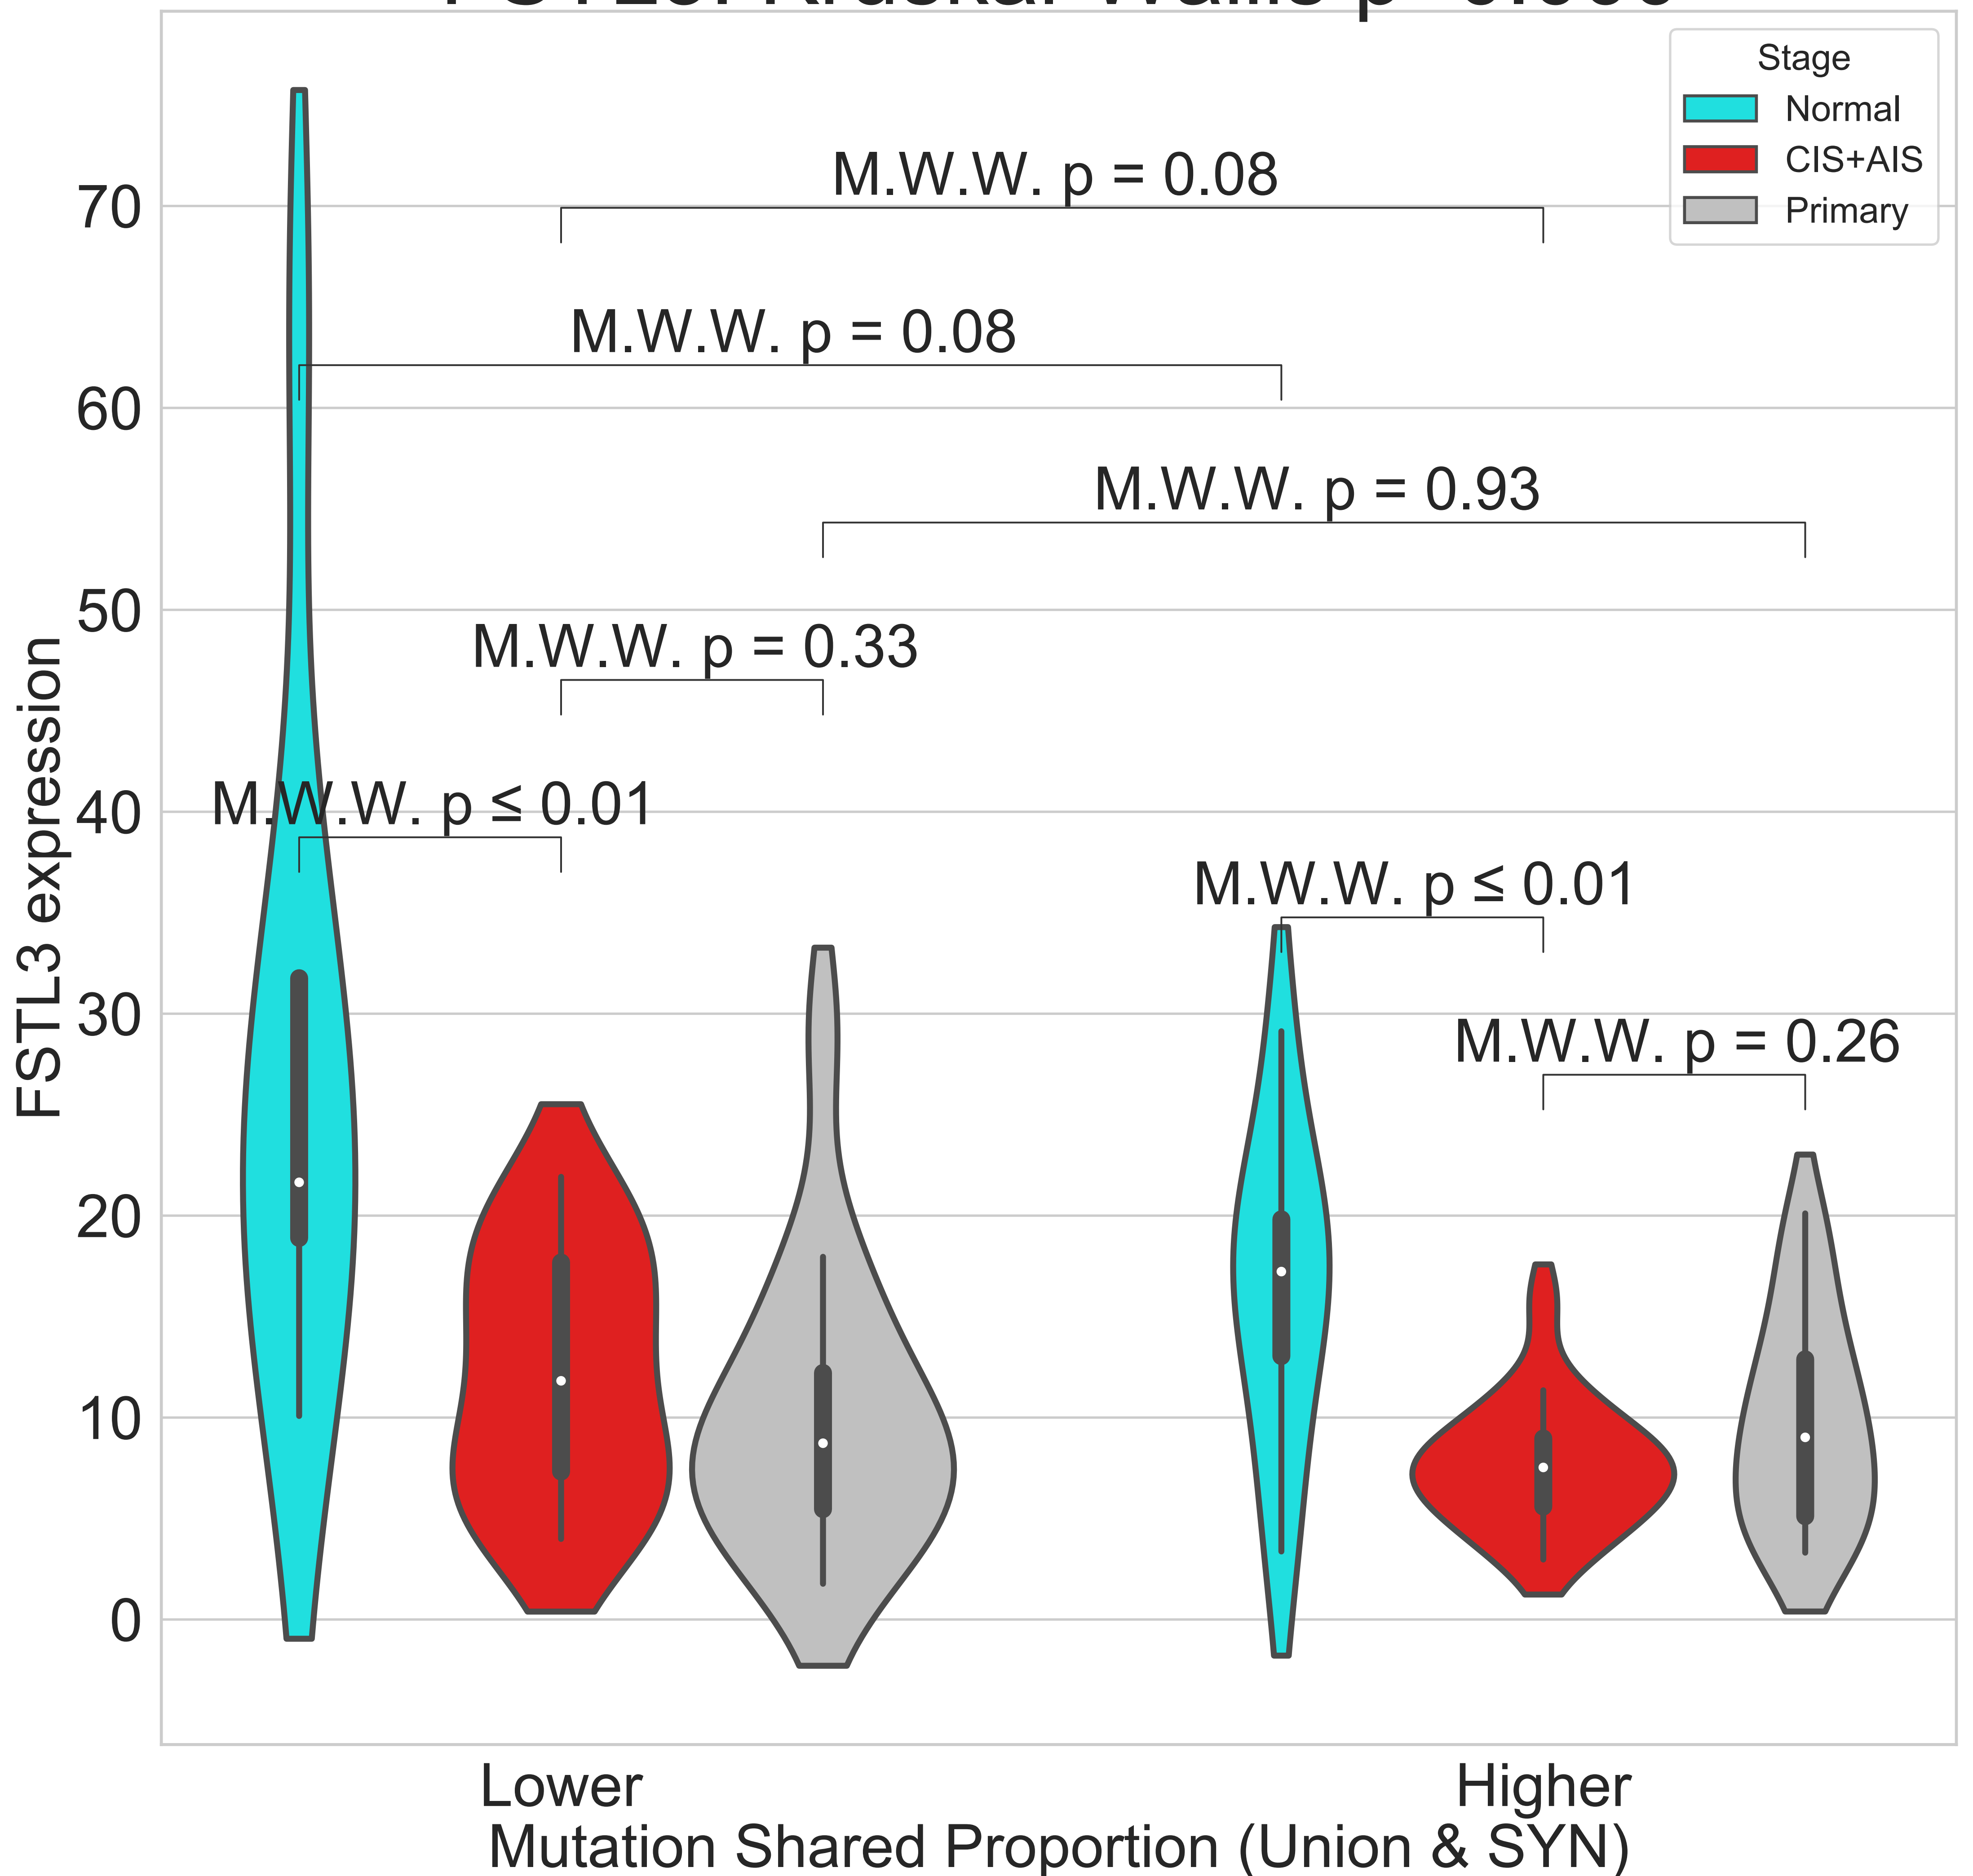 Stage
Normal
CIS+AIS
Primary
M.W.W. p = 0.08
M.W.W. p = 0.08
M.W.W. p = 0.93
M.W.W. p = 0.33
M.W.W. p ≤ 0.01
M.W.W. p ≤ 0.01
M.W.W. p = 0.26
70
60
50
40
30
20
10
0
FSTL3 expression
Lower
Higher
Mutation Shared Proportion (Union & SYN)